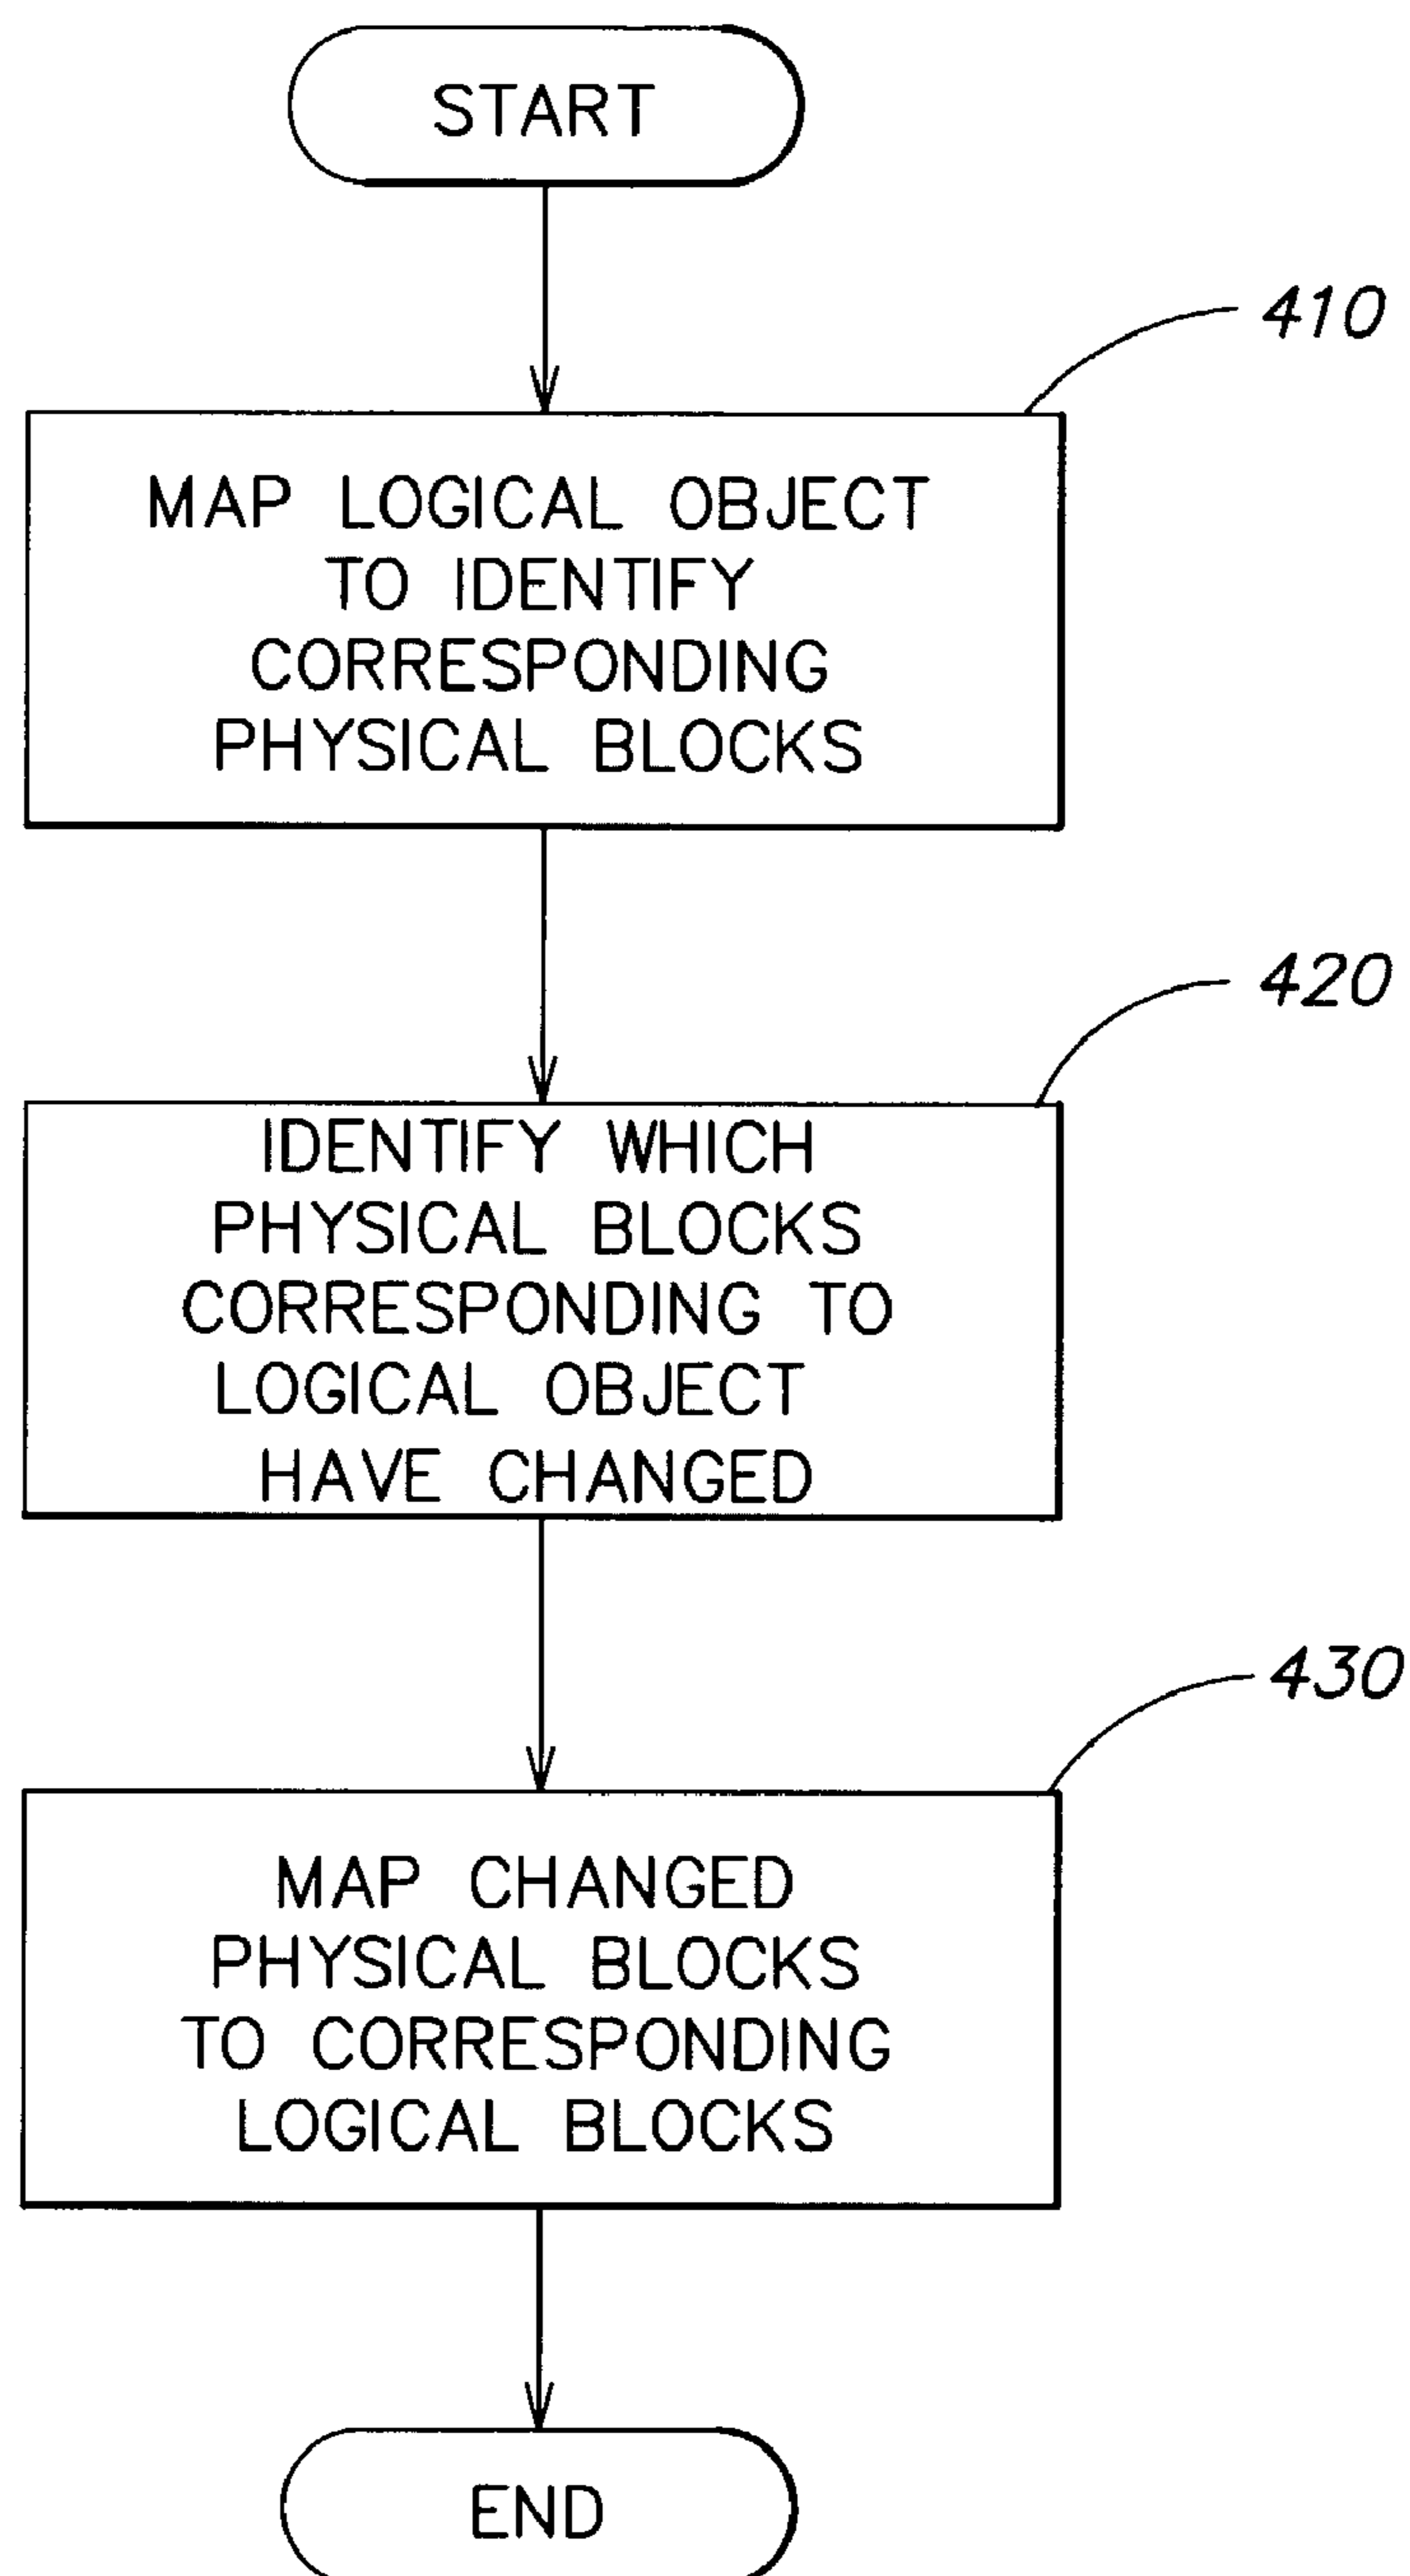 START
410
MAP LOGICAL OBJECT
TO IDENTIFY
CORRESPONDING
PHYSICAL BLOCKS
420
IDENTIFY WHICH
PHYSICAL BLOCKS
CORRESPONDING TO
LOGICAL OBJECT
HAVE CHANGED
430
MAP CHANGED
PHYSICAL BLOCKS
TO CORRESPONDING
LOGICAL BLOCKS
END